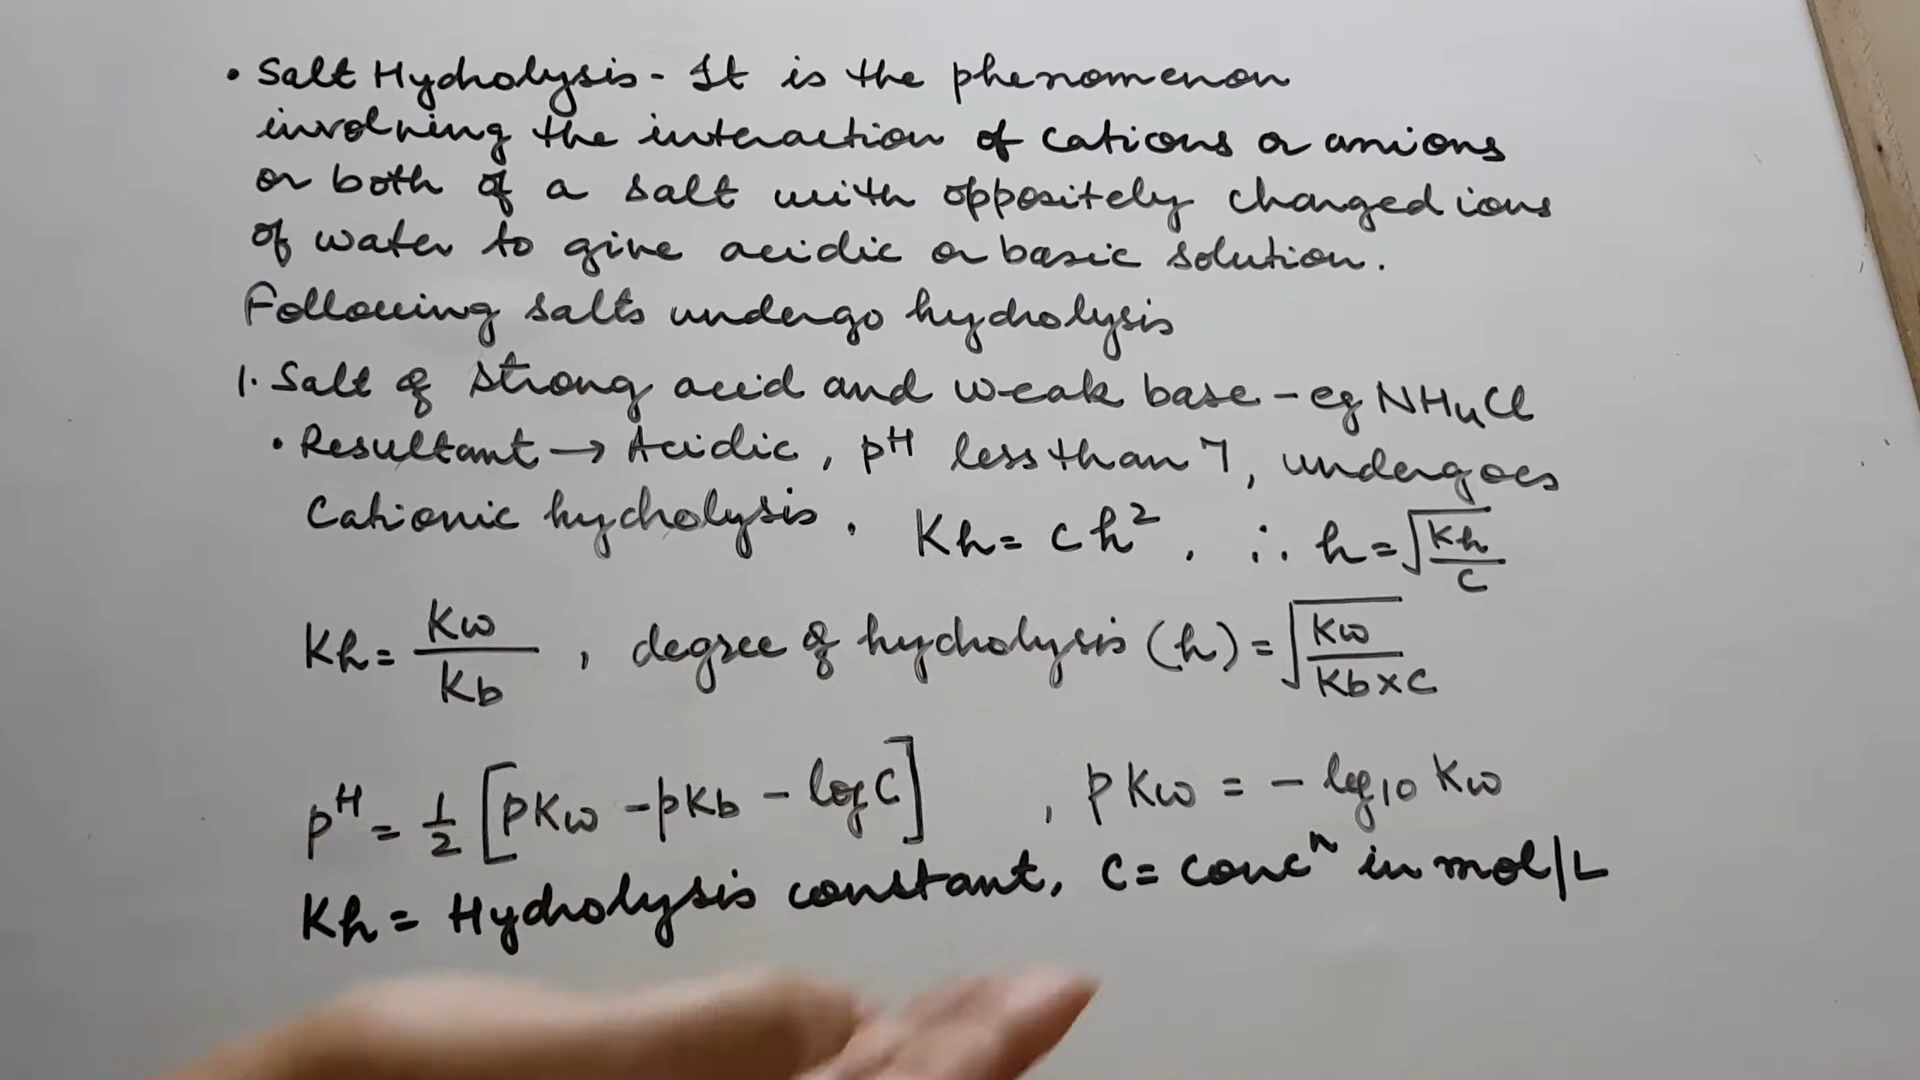 • Salt Hydrolysis - It is the phenomenon
involving the interaction of cations or anions
or both of a salt with oppositely charged ions
of water to give acidic or basic solution.
Following salts undergo hydrolysis
1. Salt of strong acid and weak base - eg NH₄Cl
• Resultant → Acidic, pH less than 7, undergoes
Cationic hydrolysis. Kh = ch². ∴ h = √(Kh/C)
Kh = Kw/Kb, degree of hydrolysis (h) = √(Kw/(Kb×C))
pH = 1/2 [pKw - pKb - log C], pKw = - log₁₀ Kw
Kh = Hydrolysis constant, C = concⁿ in mol/L